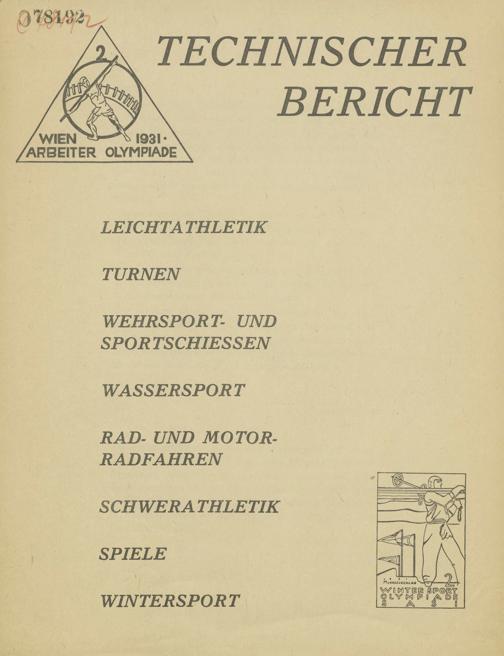 078192
TECHNISCHER
BERICHT
2
WIEN 1931.
ARBEITER OLYMPIADE
LEICHTATHLETIK
TURNEN
WEHRSPORT- UND
SPORTSCHIESSEN
WASSERSPORT
RAD- UND MOTOR-
RADFAHREN
SCHWERATHLETIK
SPIELE
WINTERSPORT
2
WINTER SPORT
OLYMPIADE